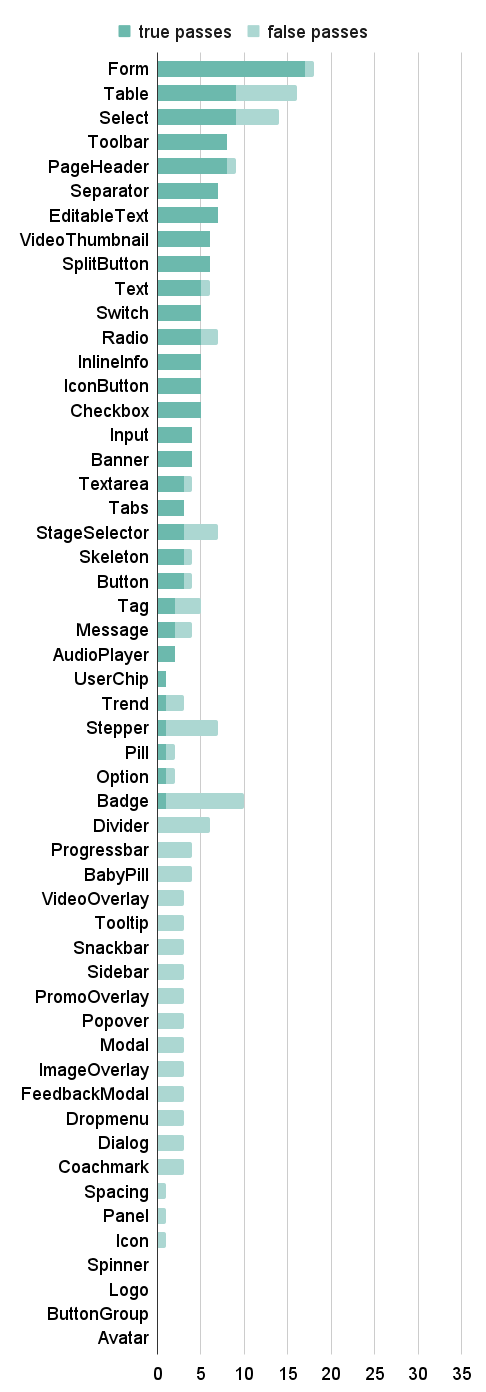 true passes false passes
Form
Table
Select
Toolbar
PageHeader
Separator
EditableText
VideoThumbnail
SplitButton
Text
Switch
Radio
InlineInfo
IconButton
Checkbox
Input
Banner
Textarea
Tabs
StageSelector
Skeleton
Button
Tag
Message
AudioPlayer
UserChip
Trend
Stepper
Pill
Option
Badge
Divider
Progressbar
BabyPill
VideoOverlay
Tooltip
Snackbar
Sidebar
PromoOverlay
Popover
Modal
ImageOverlay
FeedbackModal
Dropmenu
Dialog
Coachmark
Spacing
Panel
Icon
Spinner
Logo
ButtonGroup
Avatar
0 5 10 15 20 25 30 35